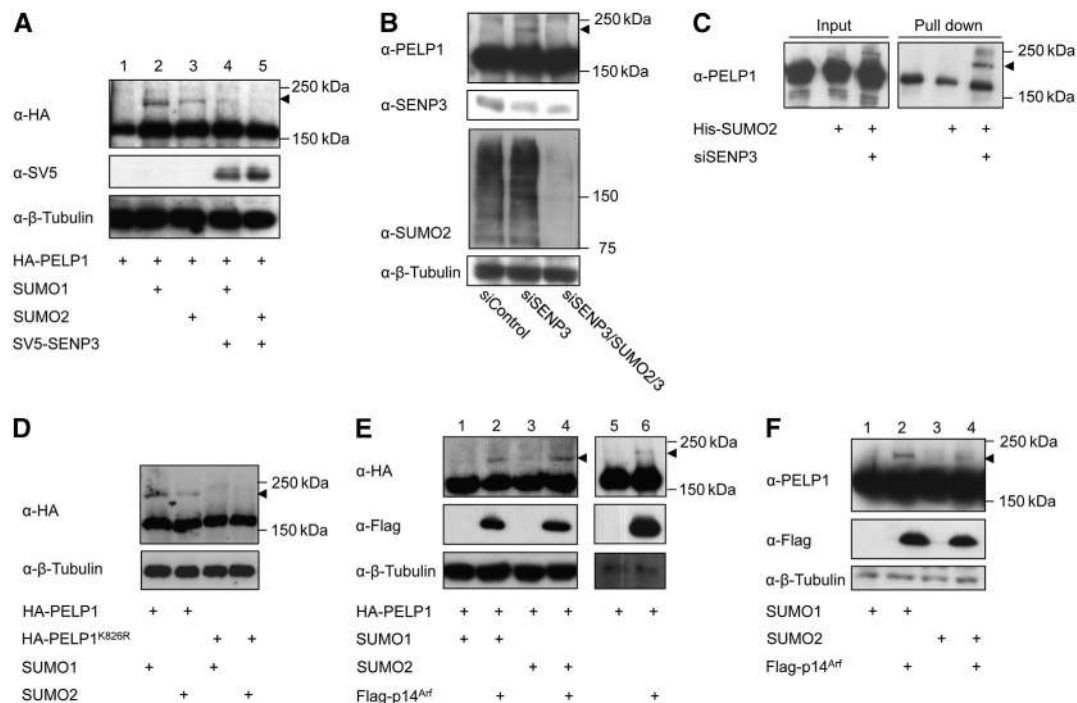 A
1 2 3 4 5
250 kDa
α-HA
150 kDa
α-SV5
α-β-Tubulin
HA-PELP1 + + + + +
SUMO1 + +
SUMO2 + +
SV5-SENP3 + +
B
250 kDa
α-PELP1
150 kDa
α-SENP3
150
α-SUMO2
75
α-β-Tubulin
siControl
siSENP3
siSENP3/SUMO2/3
C
Input Pull down
250 kDa
α-PELP1
150 kDa
His-SUMO2 + + + +
siSENP3 + +
D
250 kDa
α-HA
150 kDa
α-β-Tubulin
HA-PELP1 + +
HA-PELP1K826R + +
SUMO1 + +
SUMO2 + +
E
1 2 3 4 5 6
250 kDa
α-HA
150 kDa
α-Flag
α-β-Tubulin
HA-PELP1 + + + + + +
SUMO1 + +
SUMO2 + +
Flag-p14Arf + + +
F
1 2 3 4
250 kDa
α-PELP1
150 kDa
α-Flag
α-β-Tubulin
SUMO1 + +
SUMO2 + +
Flag-p14Arf + +